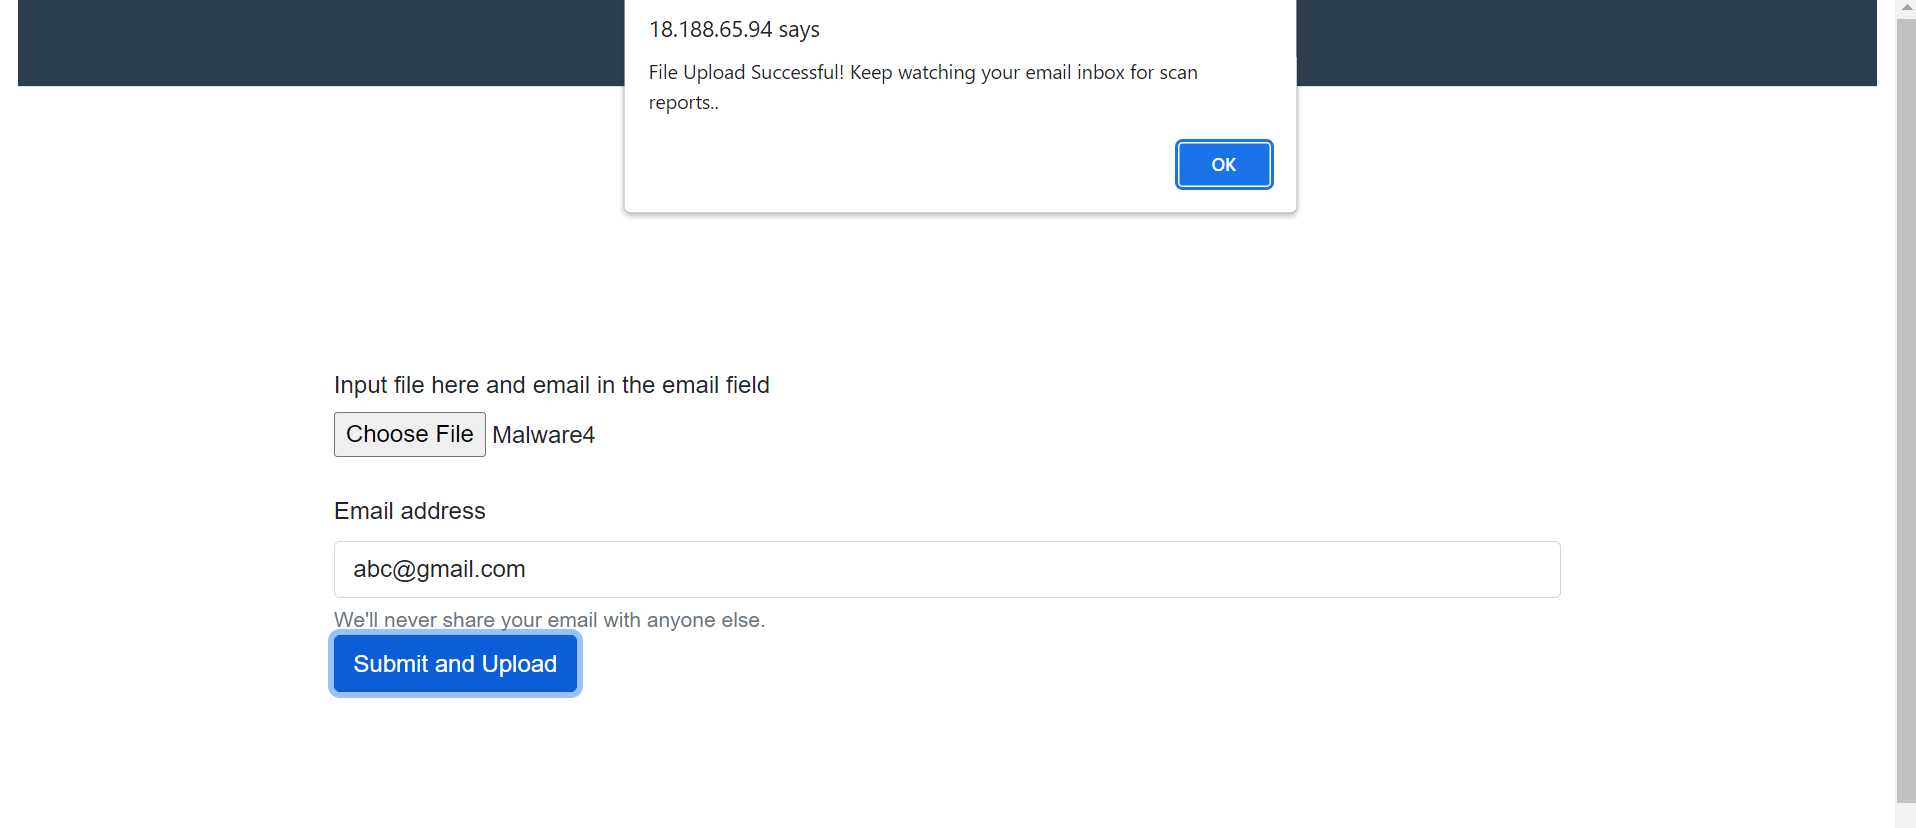 18.188.65.94 says
File Upload Successful! Keep watching your email inbox for scan
reports..
OK
Input file here and email in the email field
Choose File Malware4
Email address
abc@gmail.com
We'll never share your email with anyone else.
Submit and Upload